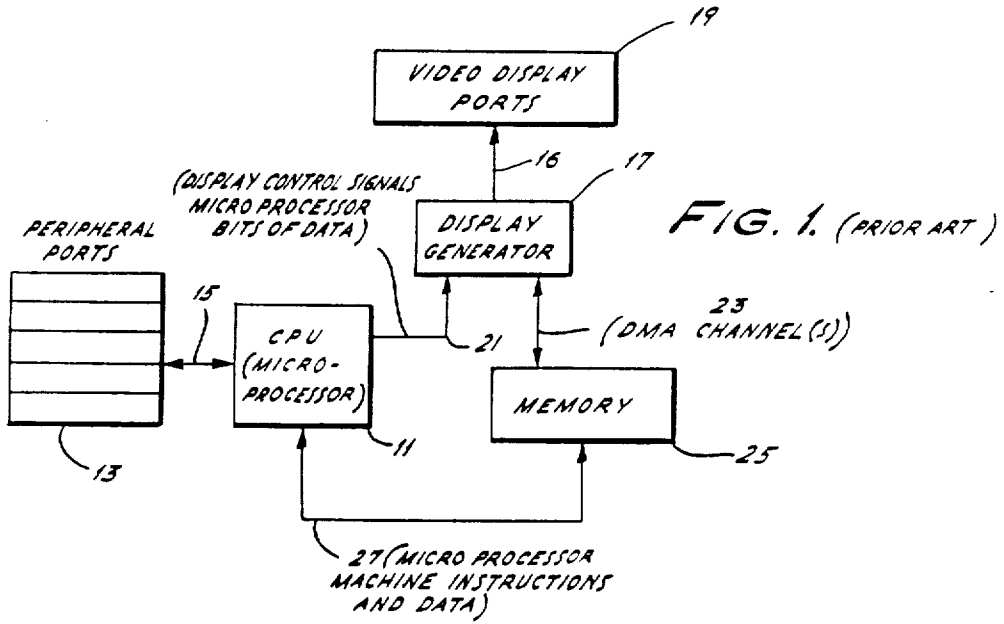 19
VIDEO DISPLAY
PORTS
16
17
(DISPLAY CONTROL SIGNALS
MICRO PROCESSOR
BITS OF DATA)
DISPLAY
GENERATOR
FIG. 1. (PRIOR ART)
PERIPHERAL
PORTS
15
CPU
(MICRO-
PROCESSOR)
21
23
(DMA CHANNEL(S))
MEMORY
13
11
25
27 (MICRO PROCESSOR
MACHINE INSTRUCTIONS
AND DATA)